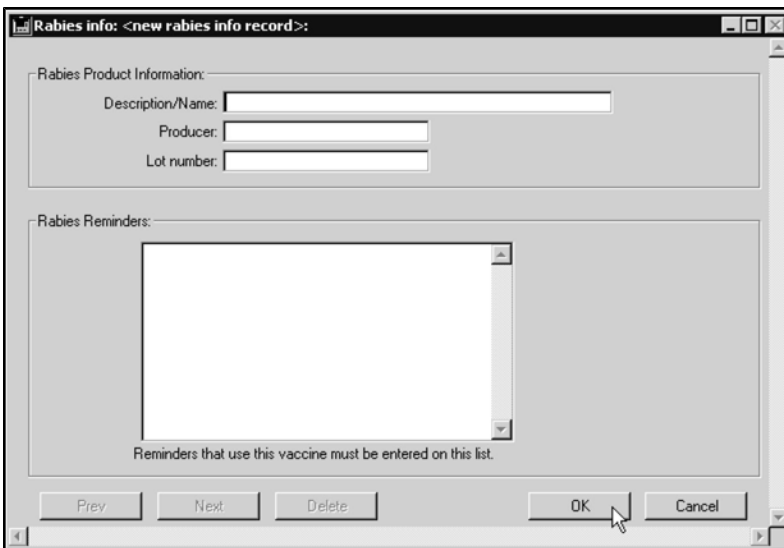 Rabies info: <new rabies info record>:
Rabies Product Information:
Description/Name:
Producer:
Lot number:
Rabies Reminders:
Reminders that use this vaccine must be entered on this list.
Prev Next Delete OK Cancel